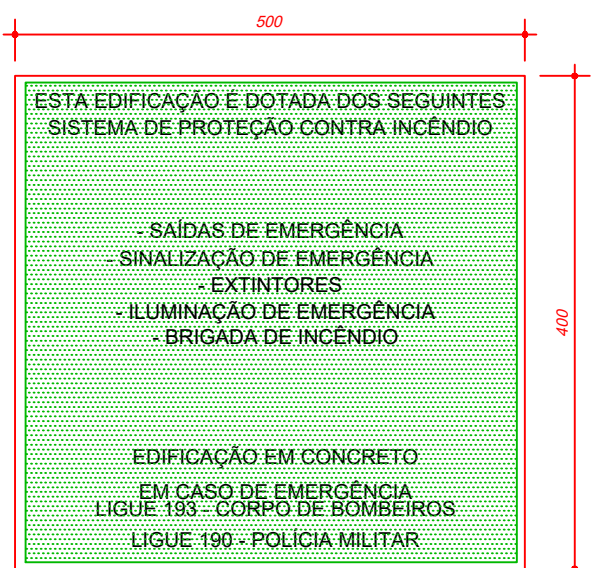 500
ESTA EDIFICAÇÃO É DOTADA DOS SEGUINTES
SISTEMA DE PROTEÇÃO CONTRA INCÊNDIO
- SAÍDAS DE EMERGÊNCIA
- SINALIZAÇÃO DE EMERGÊNCIA
- EXTINTORES
- ILUMINAÇÃO DE EMERGÊNCIA
- BRIGADA DE INCÊNDIO
400
EDIFICAÇÃO EM CONCRETO
EM CASO DE EMERGÊNCIA
LIGUE 193 - CORPO DE BOMBEIROS
LIGUE 190 - POLÍCIA MILITAR